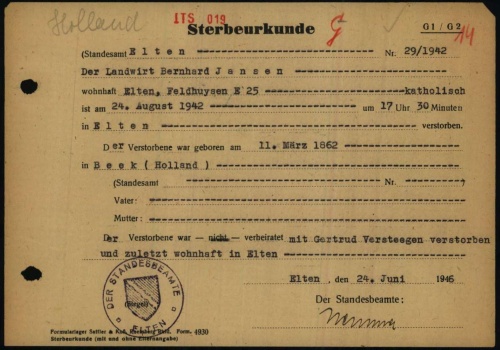 Holland
ITS 019
Sterbeurkunde
G
G1 / G2
14
(Standesamt Elten Nr. 29/1942
Der Landwirt Bernhard Jansen
wohnhaft Elten, Feldhuysen E 25 katholisch
ist am 24. August 1942 um 17 Uhr 30 Minuten
in Elten verstorben.
Der Verstorbene war geboren am 11. März 1862
in Beek (Holland)
(Standesamt Nr. )
Vater:
Mutter:
Der Verstorbene war — nicht — verheiratet mit Gertrud Versteegen verstorben
und zuletzt wohnhaft in Elten
Elten, den 24. Juni 1946
Der Standesbeamte:
DER STANDESBEAMTE
(Siegel)
ELTEN
Form. 4930
Sterbeurkunde (mit und ohne Elternangabe)